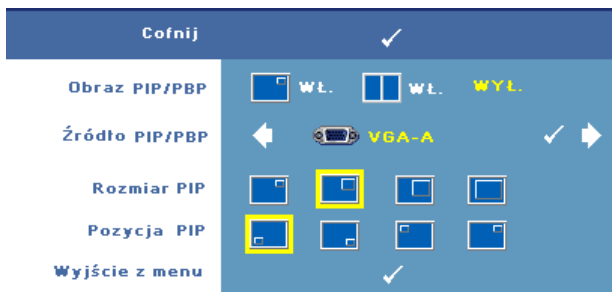 Cofnij
Obraz PIP/PBP WŁ. WŁ. WYŁ.
Źródło PIP/PBP VGA-A
Rozmiar PIP
Pozycja PIP
Wyjście z menu